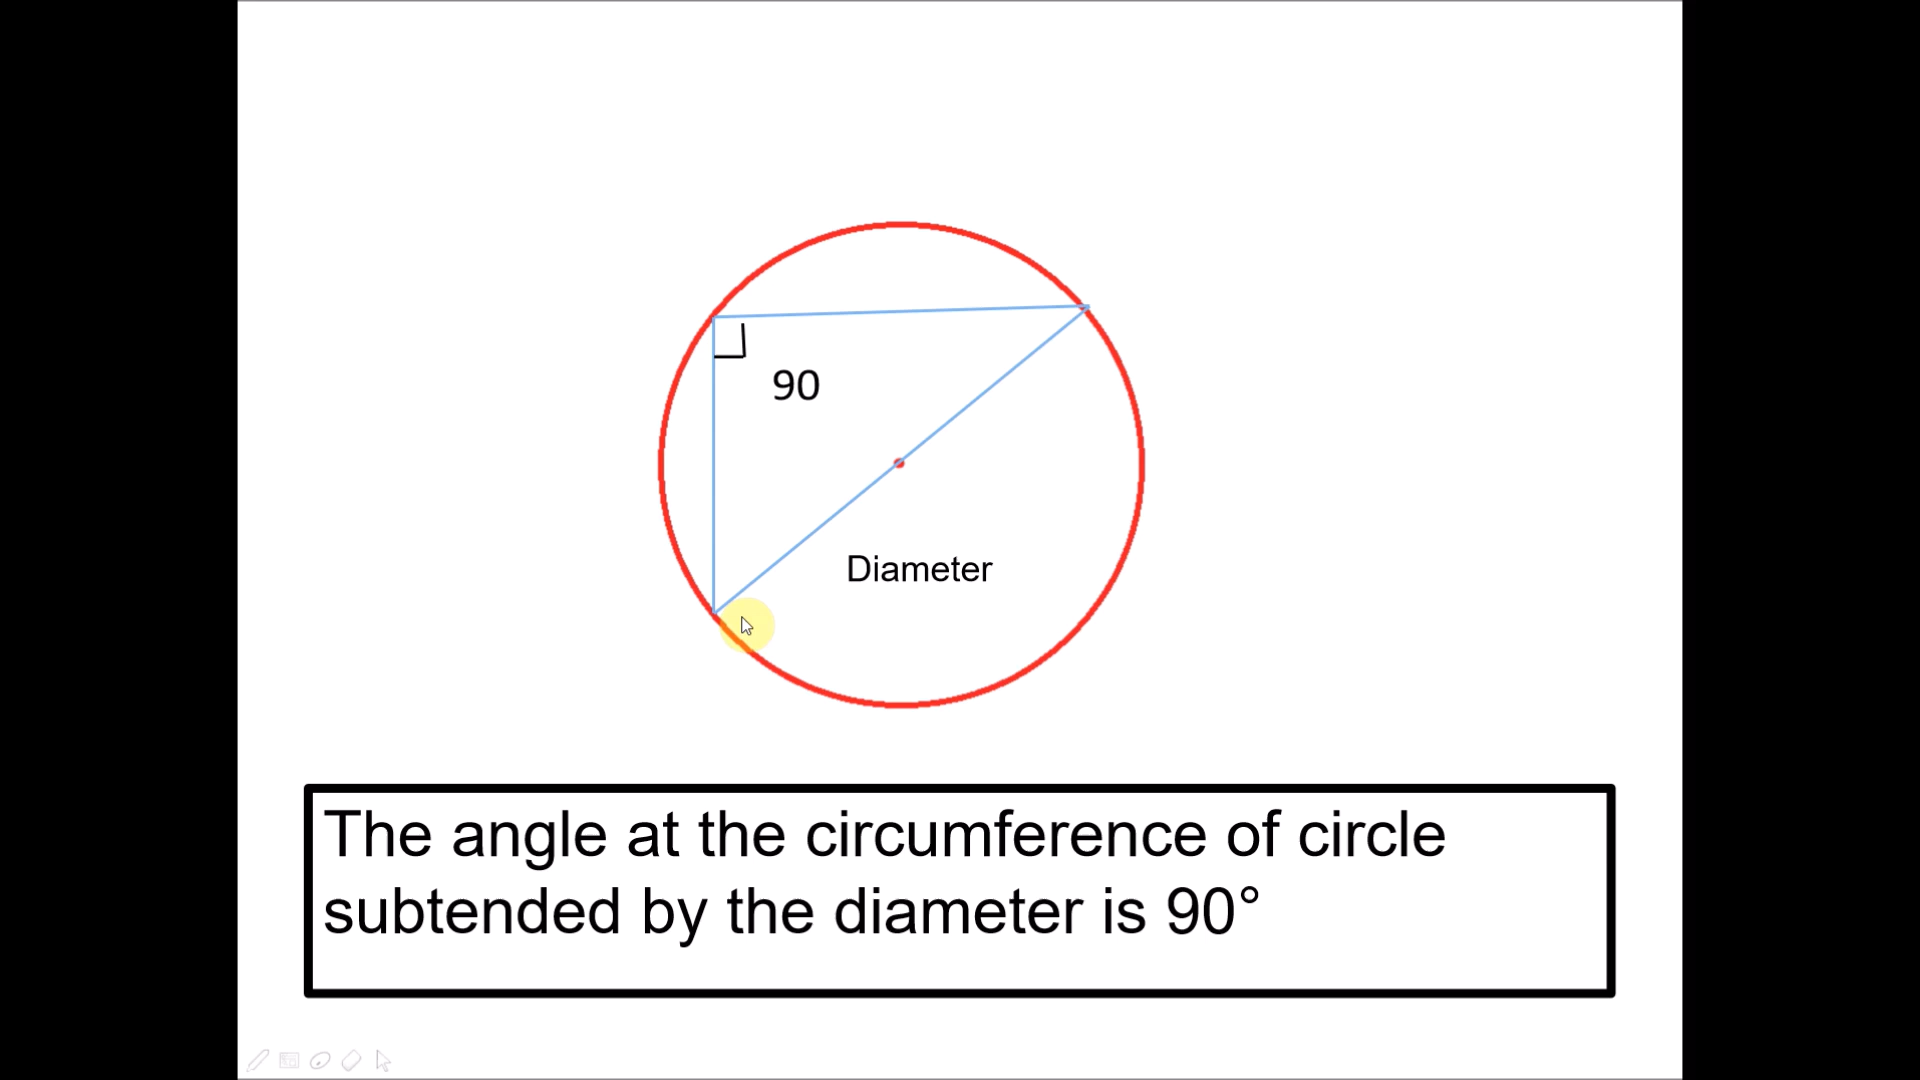 90
Diameter
The angle at the circumference of circle
subtended by the diameter is 90°